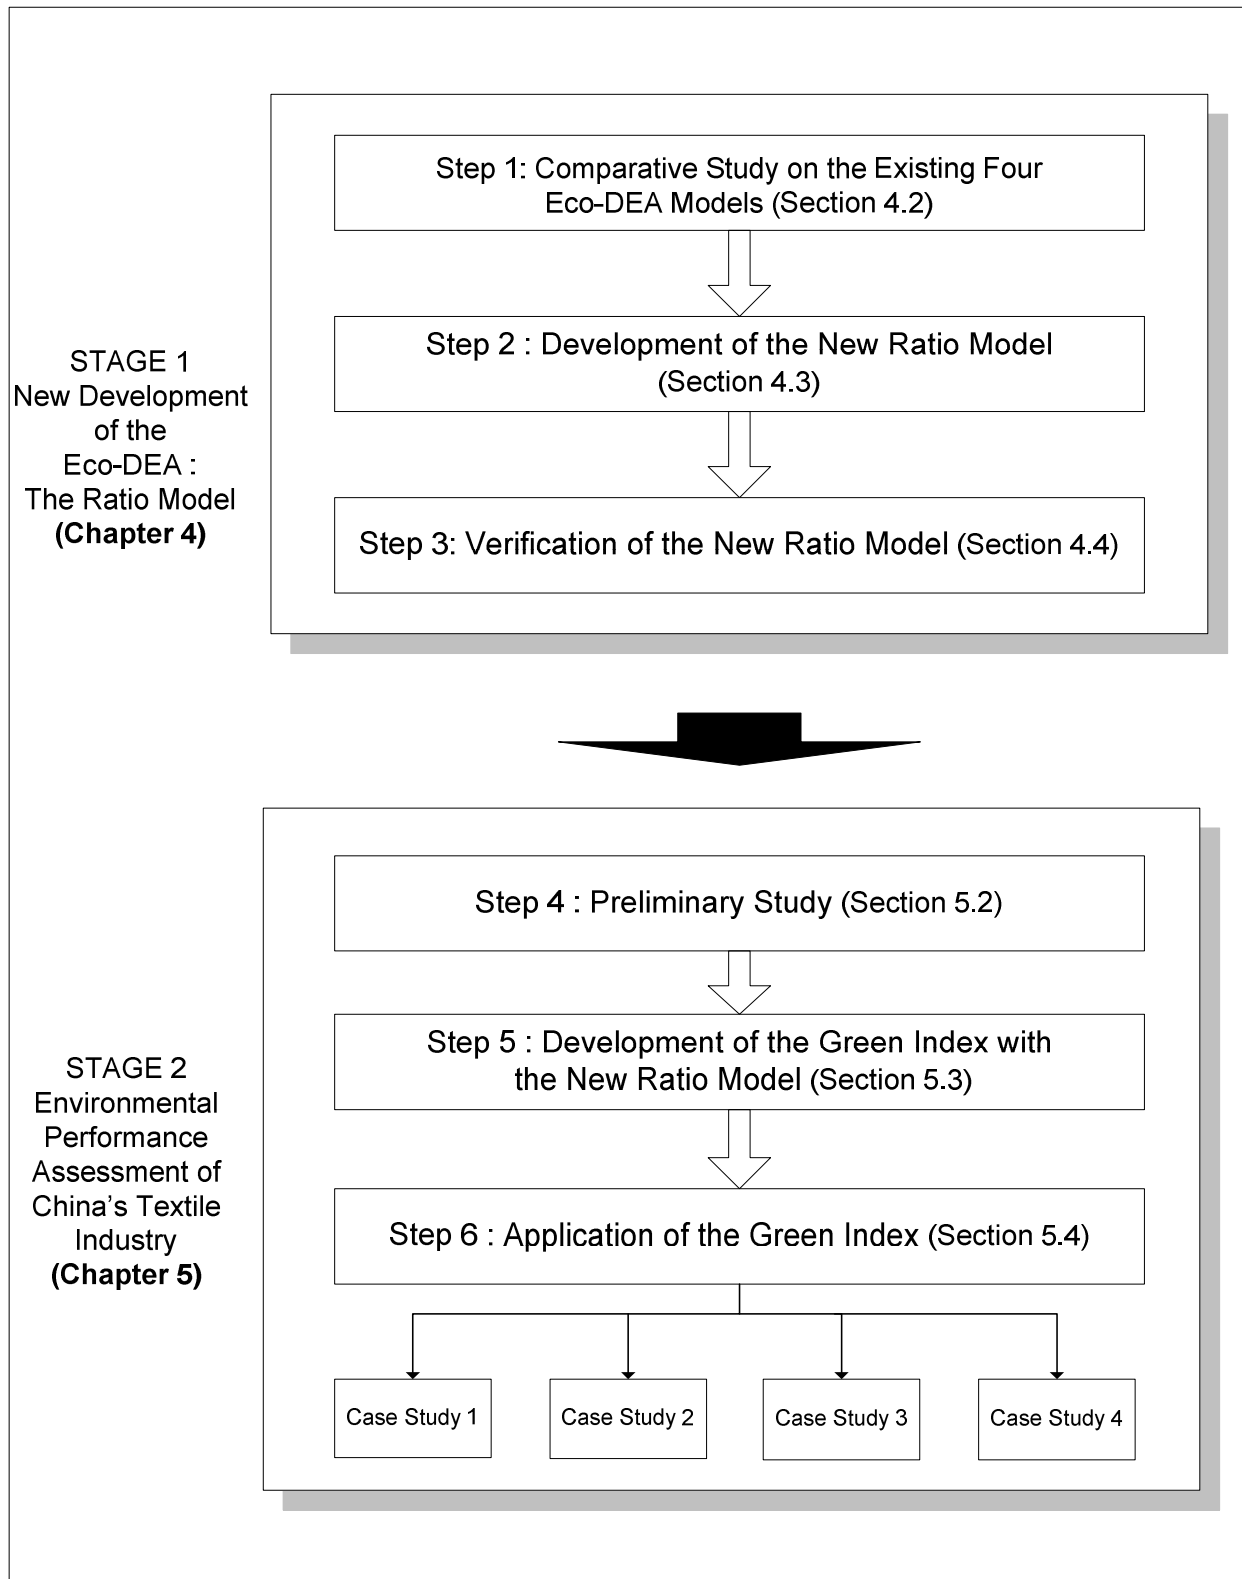 Step 1: Comparative Study on the Existing Four
Eco-DEA Models (Section 4.2)
Step 2 : Development of the New Ratio Model
(Section 4.3)
Step 3: Verification of the New Ratio Model (Section 4.4)
STAGE 1
New Development
of the
Eco-DEA :
The Ratio Model
(Chapter 4)
Step 4 : Preliminary Study (Section 5.2)
Step 5 : Development of the Green Index with
the New Ratio Model (Section 5.3)
Step 6 : Application of the Green Index (Section 5.4)
STAGE 2
Environmental
Performance
Assessment of
China's Textile
Industry
(Chapter 5)
Case Study 1
Case Study 2
Case Study 3
Case Study 4